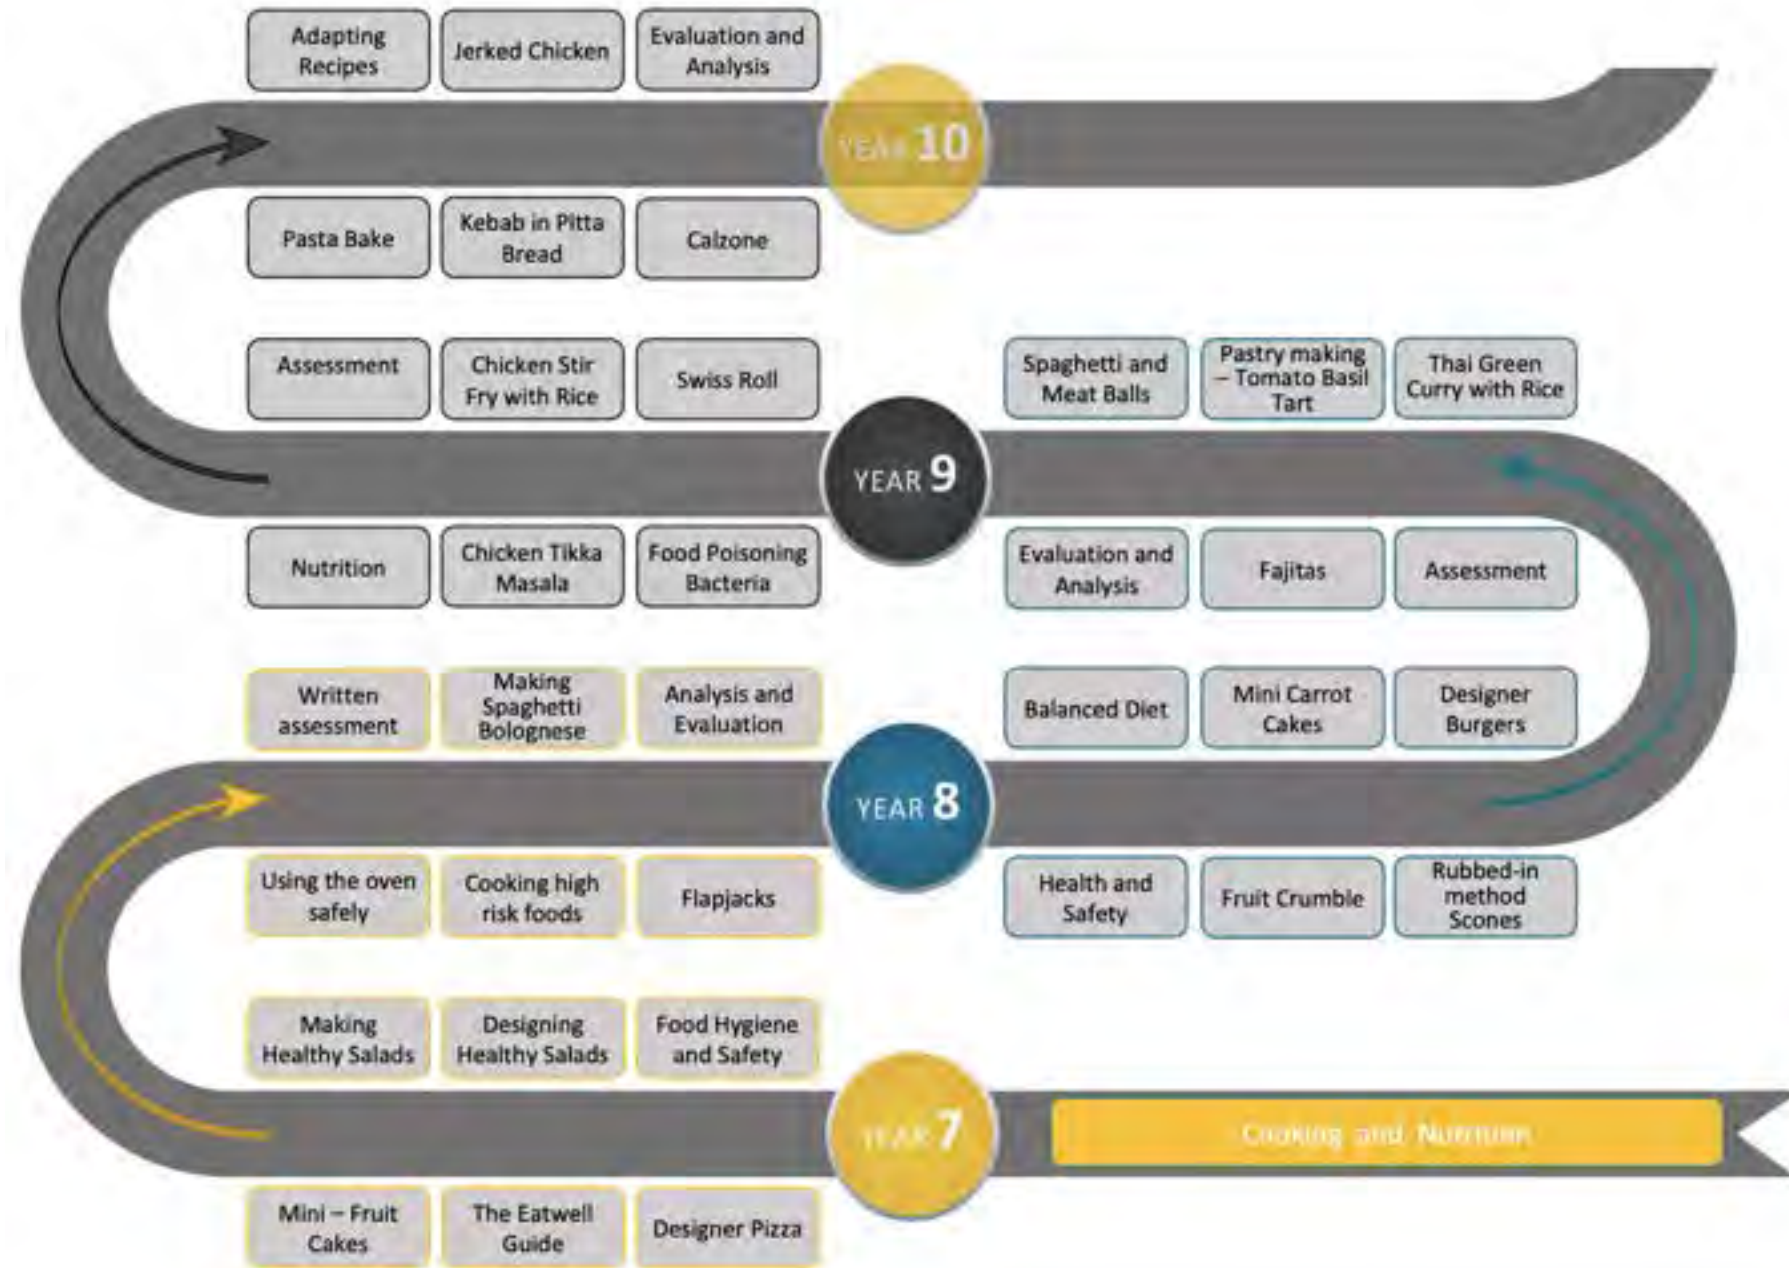 Adapting
Recipes
Jerked Chicken
Evaluation and
Analysis
YEAR 10
Pasta Bake
Kebab in Pitta
Bread
Calzone
Assessment
Chicken Stir
Fry with Rice
Swiss Roll
Spaghetti and
Meat Balls
Pastry making
– Tomato Basil
Tart
Thai Green
Curry with Rice
YEAR 9
Nutrition
Chicken Tikka
Masala
Food Poisoning
Bacteria
Evaluation and
Analysis
Fajitas
Assessment
Written
assessment
Making
Spaghetti
Bolognese
Analysis and
Evaluation
Balanced Diet
Mini Carrot
Cakes
Designer
Burgers
YEAR 8
Using the oven
safely
Cooking high
risk foods
Flapjacks
Health and
Safety
Fruit Crumble
Rubbed-in
method
Scones
Making
Healthy Salads
Designing
Healthy Salads
Food Hygiene
and Safety
YEAR 7
Cooking and Nutrition
Mini – Fruit
Cakes
The Eatwell
Guide
Designer Pizza